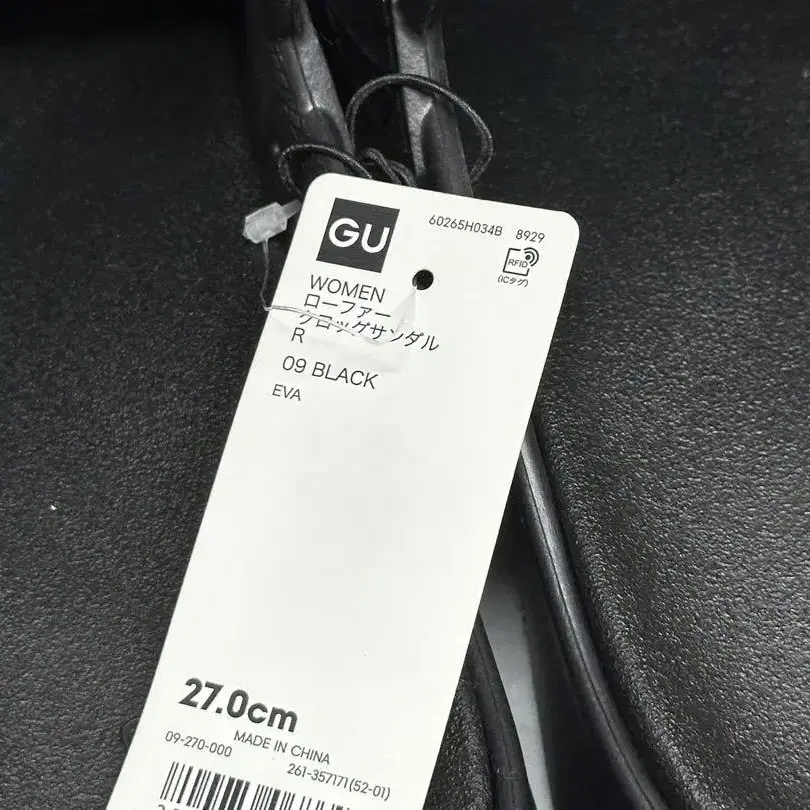 GU
60265H034B 8929
RFID
(ICタグ)
WOMEN
ローファー
クロッグサンダル
R
09 BLACK
EVA
27.0cm
MADE IN CHINA
09-270-000
261-357171(52-01)